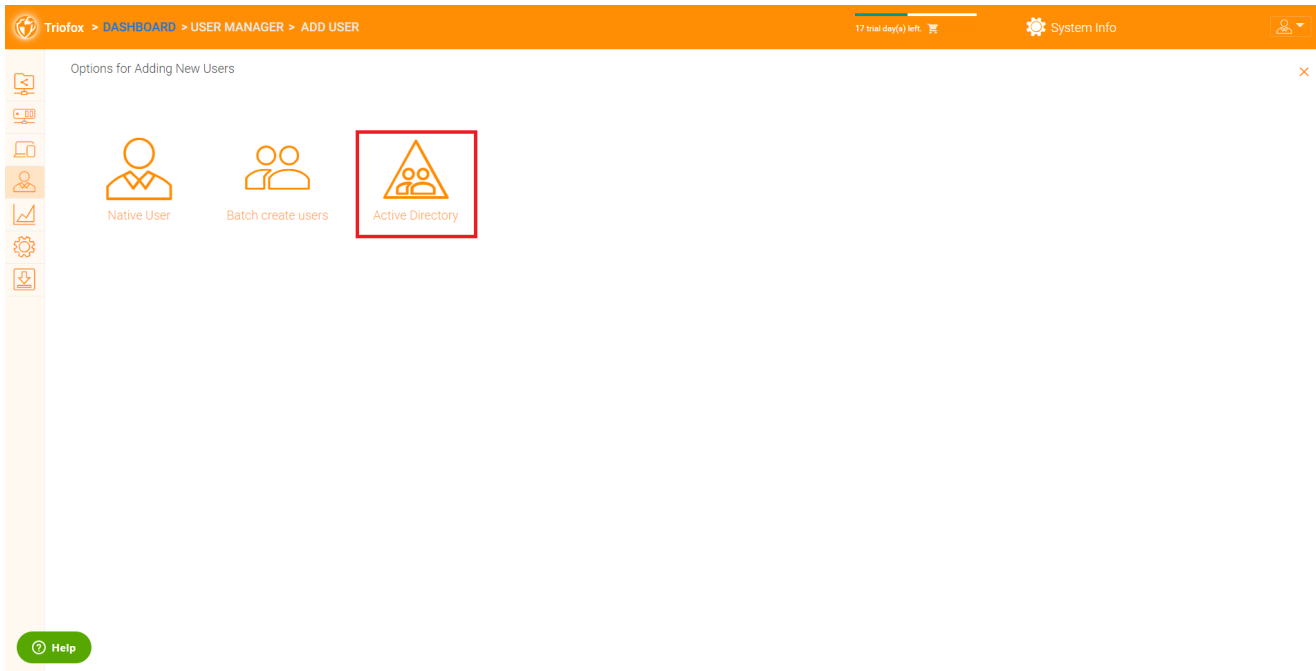 Triofox > DASHBOARD > USER MANAGER > ADD USER
17 trial day(s) left.
System Info
Options for Adding New Users
Native User
Batch create users
Active Directory
Help